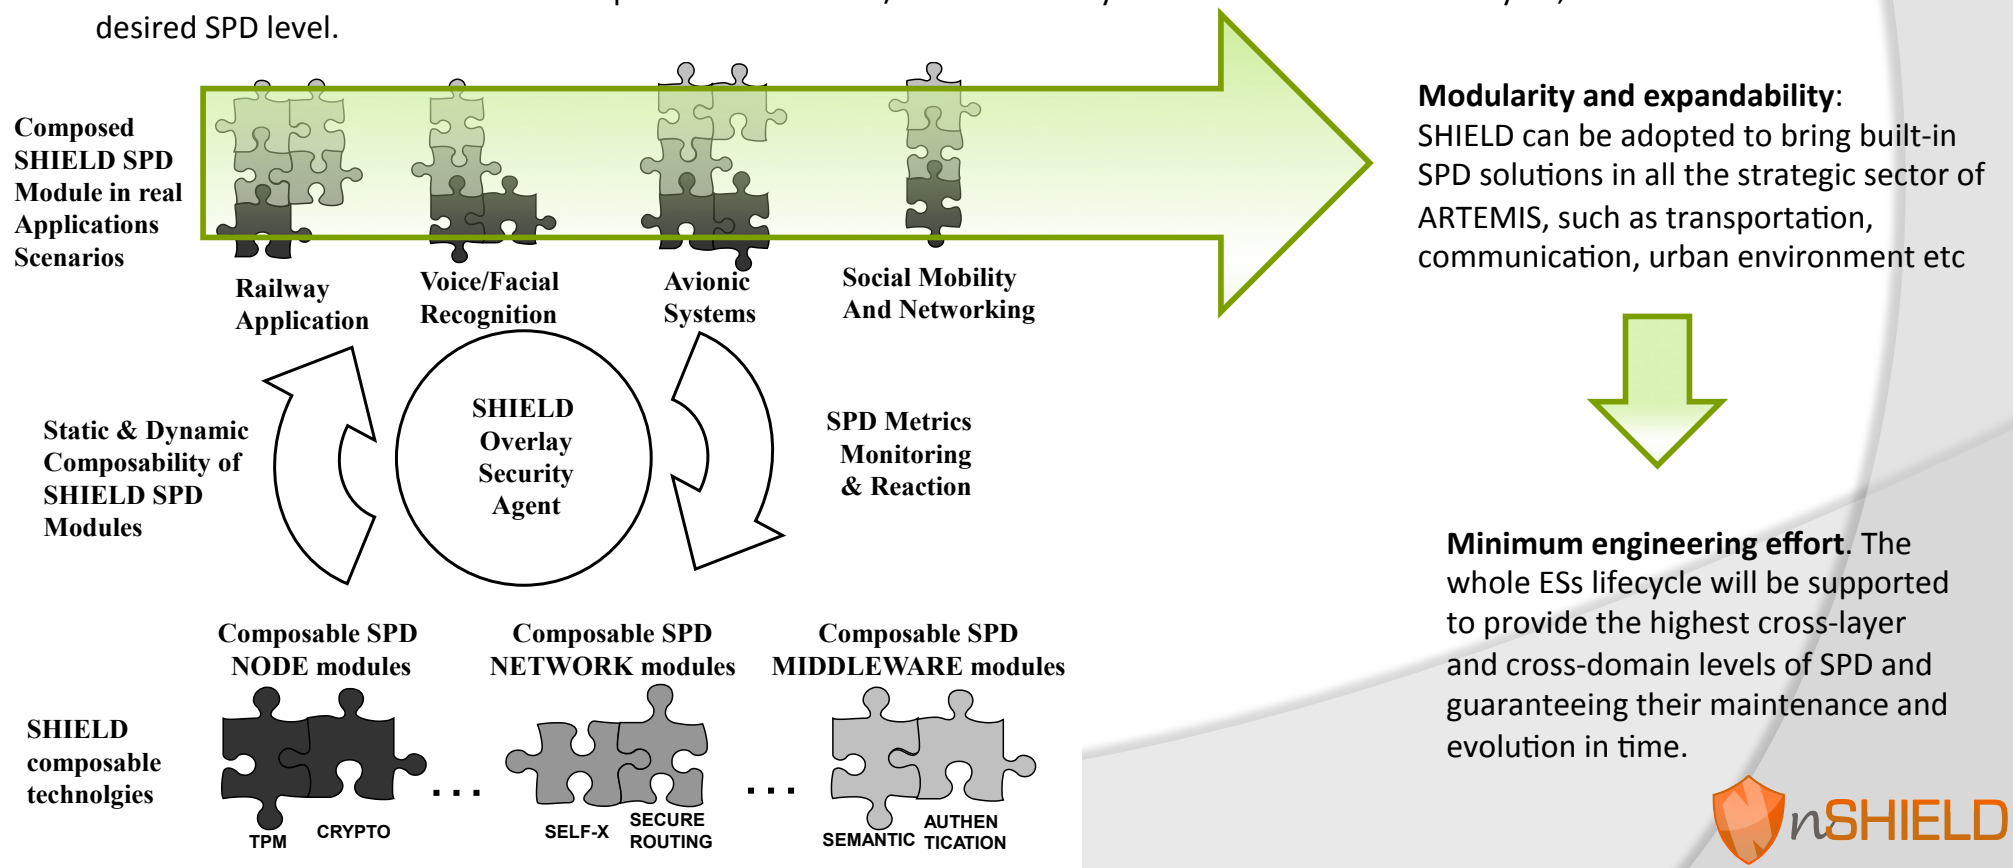 desired SPD level.
Composed
SHIELD SPD
Module in real
Applications
Scenarios
Railway
Application
Voice/Facial
Recognition
Avionic
Systems
Social Mobility
And Networking
Static & Dynamic
Composability of
SHIELD SPD
Modules
SHIELD
Overlay
Security
Agent
SPD Metrics
Monitoring
& Reaction
Composable SPD
NODE modules
Composable SPD
NETWORK modules
Composable SPD
MIDDLEWARE modules
SHIELD
composable
technolgies
...
...
TPM
CRYPTO
SELF-X
SECURE
ROUTING
SEMANTIC
AUTHEN
TICATION
Modularity and expandability:
SHIELD can be adopted to bring built-in
SPD solutions in all the strategic sector of
ARTEMIS, such as transportation,
communication, urban environment etc
Minimum engineering effort. The
whole ESs lifecycle will be supported
to provide the highest cross-layer
and cross-domain levels of SPD and
guaranteeing their maintenance and
evolution in time.
nSHIELD